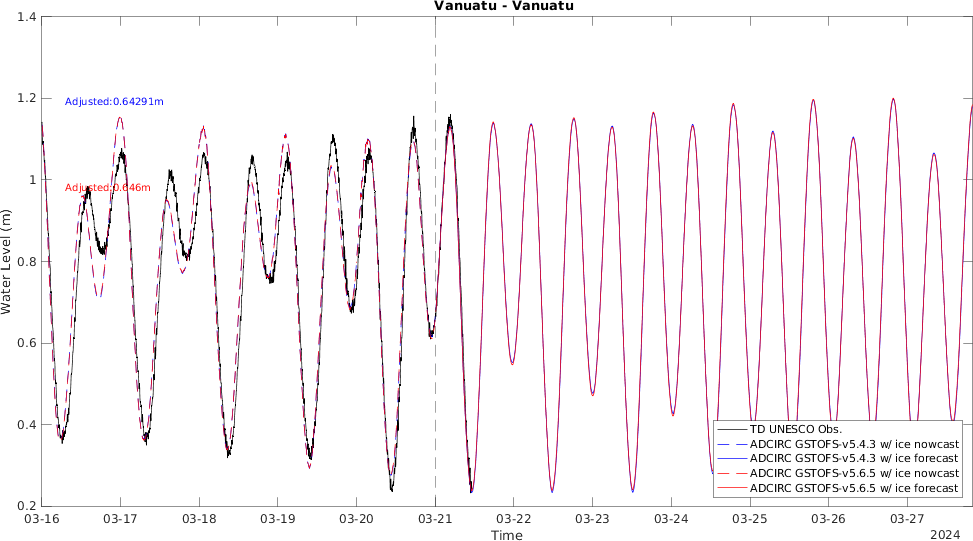 Vanuatu - Vanuatu
1.4
1.2
1
0.8
0.6
0.4
0.2
Water Level (m)
Adjusted:0.64291m
Adjusted:0.646m
TD UNESCO Obs.
ADCIRC GSTOFS-v5.4.3 w/ ice nowcast
ADCIRC GSTOFS-v5.4.3 w/ ice forecast
ADCIRC GSTOFS-v5.6.5 w/ ice nowcast
ADCIRC GSTOFS-v5.6.5 w/ ice forecast
03-16 03-17 03-18 03-19 03-20 03-21 03-22 03-23 03-24 03-25 03-26 03-27
Time
2024